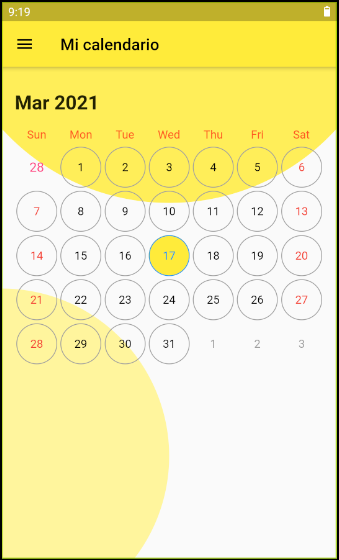 9:19
Mi calendario
Mar 2021
Sun Mon Tue Wed Thu Fri Sat
28 1 2 3 4 5 6
7 8 9 10 11 12 13
14 15 16 17 18 19 20
21 22 23 24 25 26 27
28 29 30 31 1 2 3